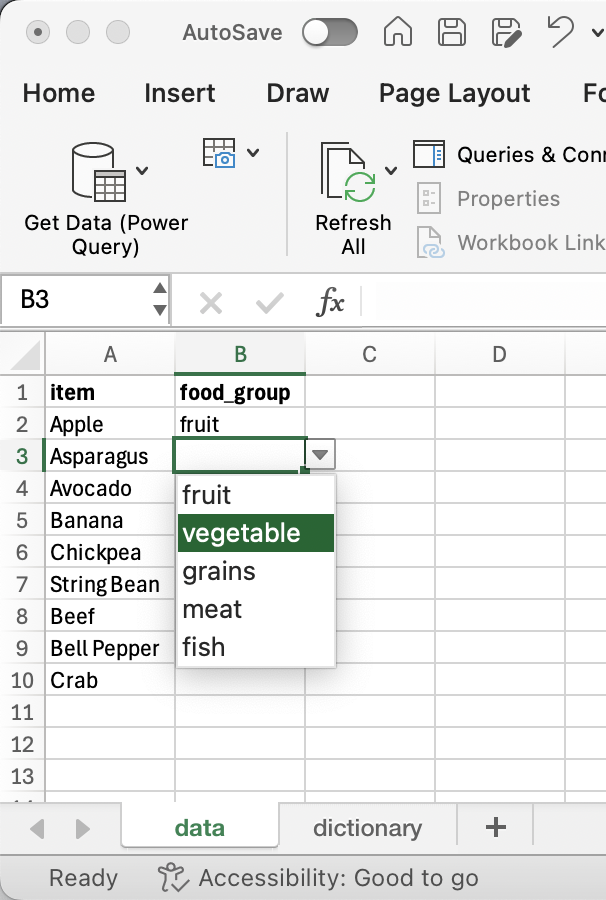 AutoSave
Home Insert Draw Page Layout Fo
Get Data (Power Query)
Refresh All
Queries & Conn
Properties
Workbook Link
B3 fx
A B C D
1 item food_group
2 Apple fruit
3 Asparagus
4 Avocado
5 Banana
6 Chickpea
7 String Bean
8 Beef
9 Bell Pepper
10 Crab
fruit
vegetable
grains
meat
fish
11
12
13
data dictionary +
Ready Accessibility: Good to go